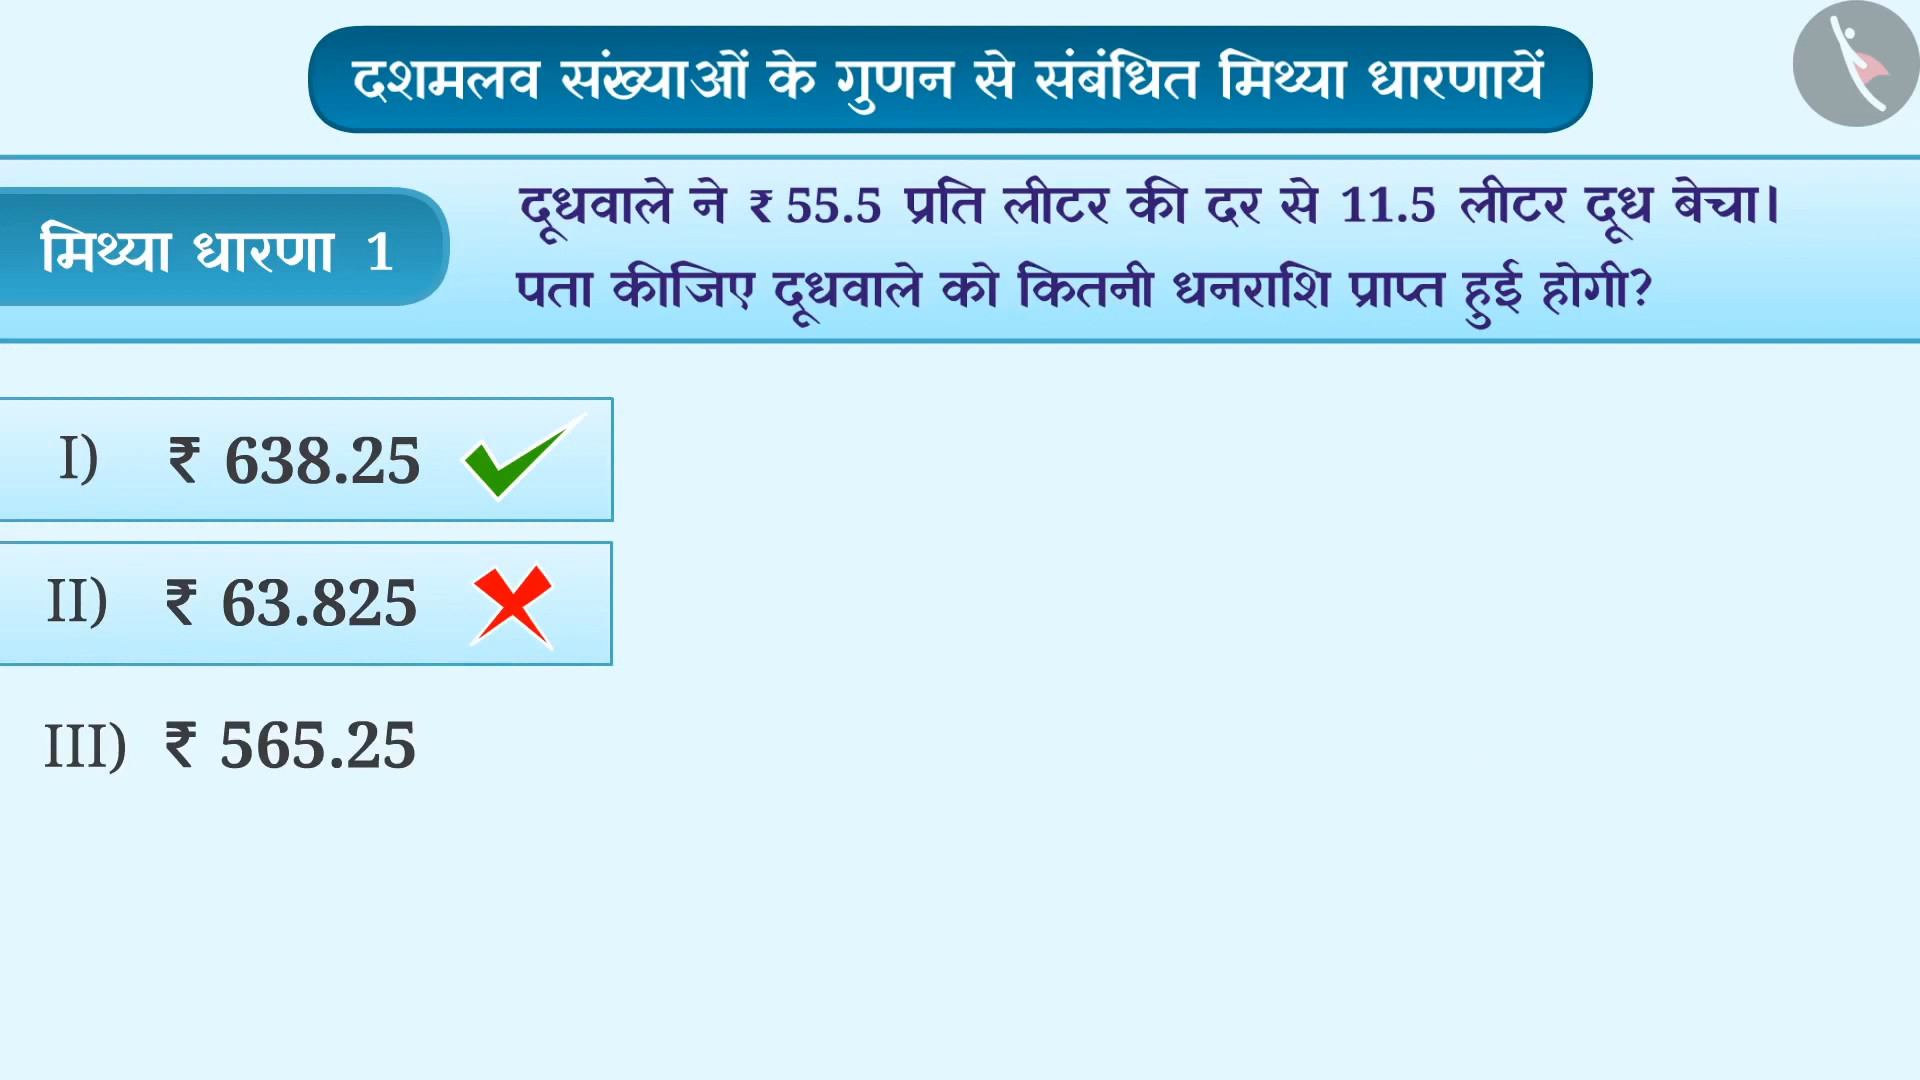 दशमलव संख्याओं के गुणन से संबंधित मिथ्या धारणायें
मिथ्या धारणा 1
दूधवाले ने ₹ 55.5 प्रति लीटर की दर से 11.5 लीटर दूध बेचा।
पता कीजिए दूधवाले को कितनी धनराशि प्राप्त हुई होगी?
I) ₹ 638.25
II) ₹ 63.825
III) ₹ 565.25